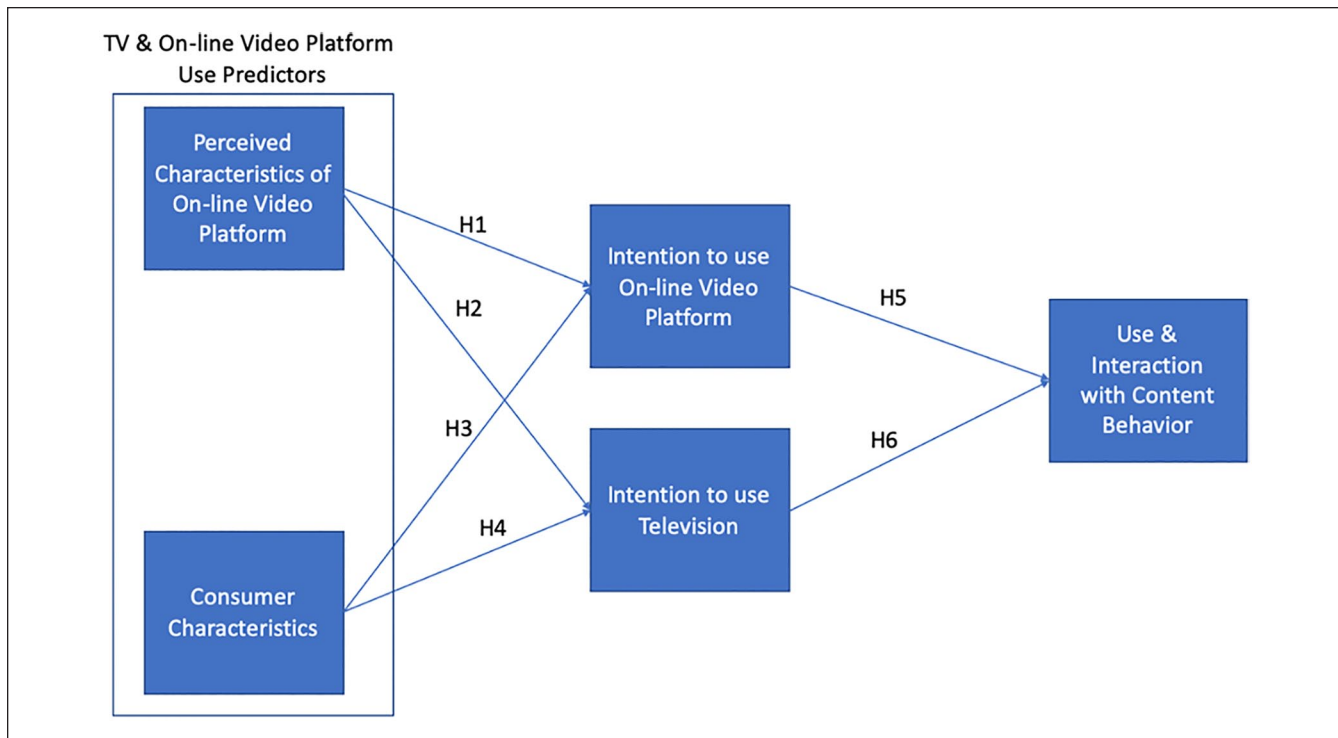 TV & On-line Video Platform
Use Predictors
Perceived
Characteristics of
On-line Video
Platform
H1
H2
H3
H4
Consumer
Characteristics
Intention to use
On-line Video
Platform
Intention to use
Television
H5
H6
Use &
Interaction
with Content
Behavior